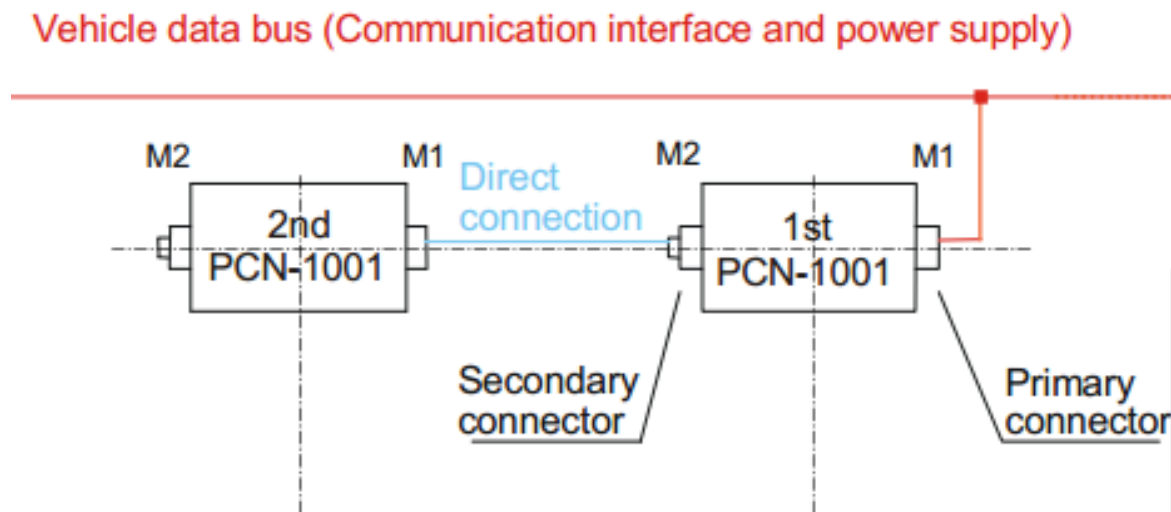 Vehicle data bus (Communication interface and power supply)
M2
M1
Direct
connection
M2
M1
2nd
PCN-1001
1st
PCN-1001
Secondary
connector
Primary
connector